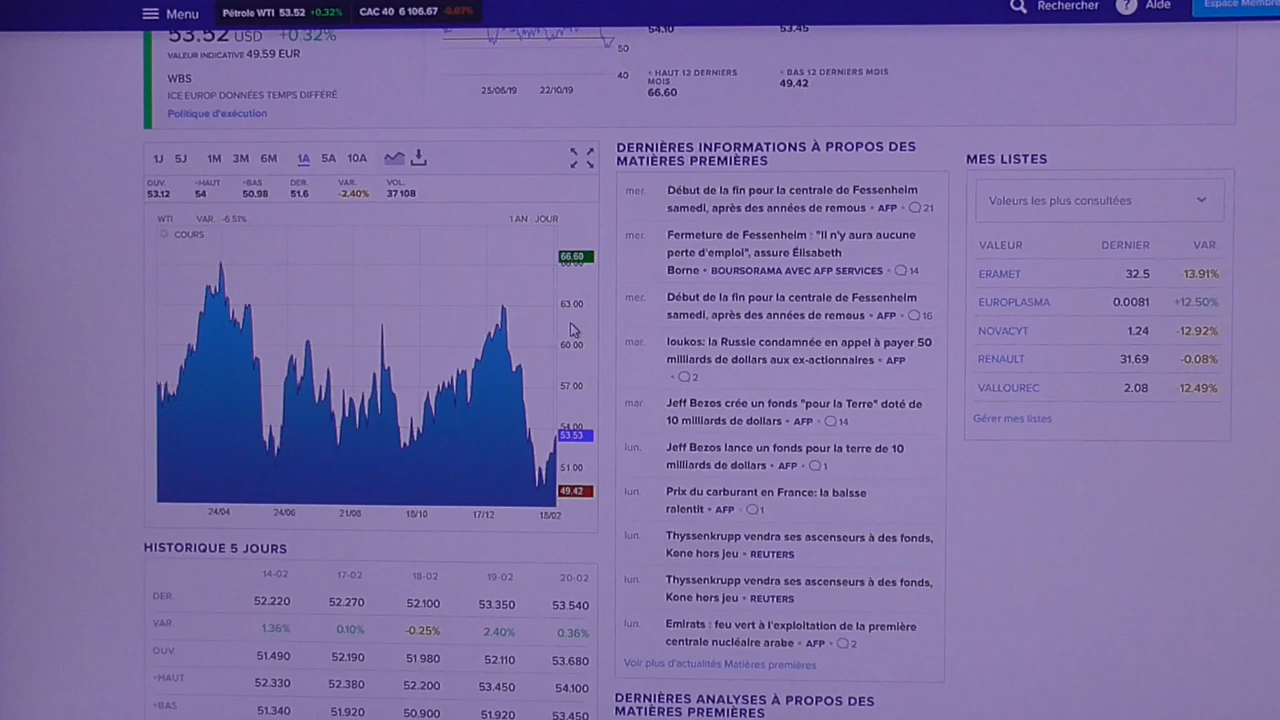 Menu
Pétrole WTI 53.52 +0.32%
CAC 40 6 106.67 -0.07%
Rechercher
? Aide
Espace Membre
53.52 USD +0.32%
VALEUR INDICATIVE 49.59 EUR
WBS
ICE EUROP DONNÉES TEMPS DIFFÉRÉ
Politique d'exécution
50
40
25/06/19 22/10/19
54.10
53.45
+ HAUT 12 DERNIERS
MOIS
66.60
+ BAS 12 DERNIERS MOIS
49.42
1J 5J 1M 3M 6M 1A 5A 10A
OUV. +HAUT +BAS DER. VAR. VOL.
53.12 54 50.98 51.6 -2.40% 37 108
WTI VAR. -6.51% 1 AN - JOUR
COURS
66.60
66.00
63.00
60.00
57.00
54.00
53.53
51.00
49.42
24/04 24/06 21/08 18/10 17/12 18/02
HISTORIQUE 5 JOURS
14-02 17-02 18-02 19-02 20-02
DER. 52.220 52.270 52.100 53.350 53.540
VAR 1.36% 0.10% -0.25% 2.40% 0.36%
OUV. 51.490 52.190 51.980 52.110 53.680
+HAUT 52.330 52.380 52.200 53.450 54.100
+BAS 51.340 51.920 50.900 51.920 53.450
DERNIÈRES INFORMATIONS À PROPOS DES
MATIÈRES PREMIÈRES
mer. Début de la fin pour la centrale de Fessenheim
samedi, après des années de remous • AFP • 21
mer. Fermeture de Fessenheim : "Il n'y aura aucune
perte d'emploi", assure Élisabeth
Borne • BOURSORAMA AVEC AFP SERVICES • 14
mer. Début de la fin pour la centrale de Fessenheim
samedi, après des années de remous • AFP • 16
mar. Ioukos: la Russie condamnée en appel à payer 50
milliards de dollars aux ex-actionnaires • AFP
• 2
mar. Jeff Bezos crée un fonds "pour la Terre" doté de
10 milliards de dollars • AFP • 14
lun. Jeff Bezos lance un fonds pour la terre de 10
milliards de dollars • AFP • 1
lun. Prix du carburant en France: la baisse
ralentit • AFP • 1
lun. Thyssenkrupp vendra ses ascenseurs à des fonds,
Kone hors jeu • REUTERS
lun. Thyssenkrupp vendra ses ascenseurs à des fonds,
Kone hors jeu • REUTERS
lun. Emirats : feu vert à l'exploitation de la première
centrale nucléaire arabe • AFP • 2
Voir plus d'actualités Matières premières
DERNIÈRES ANALYSES À PROPOS DES
MATIÈRES PREMIÈRES
MES LISTES
Valeurs les plus consultées
VALEUR DERNIER VAR.
ERAMET 32.5 -13.91%
EUROPLASMA 0.0081 +12.50%
NOVACYT 1.24 -12.92%
RENAULT 31.69 -0.08%
VALLOUREC 2.08 -12.49%
Gérer mes listes